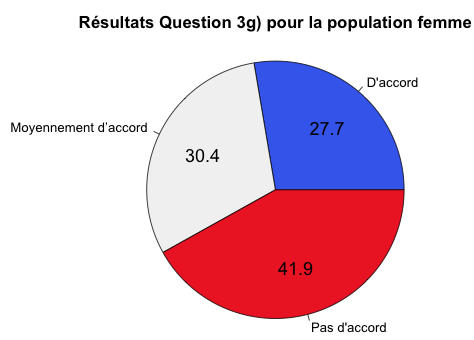 Résultats Question 3g) pour la population femme
D'accord
Moyennement d'accord
27.7
30.4
41.9
Pas d'accord